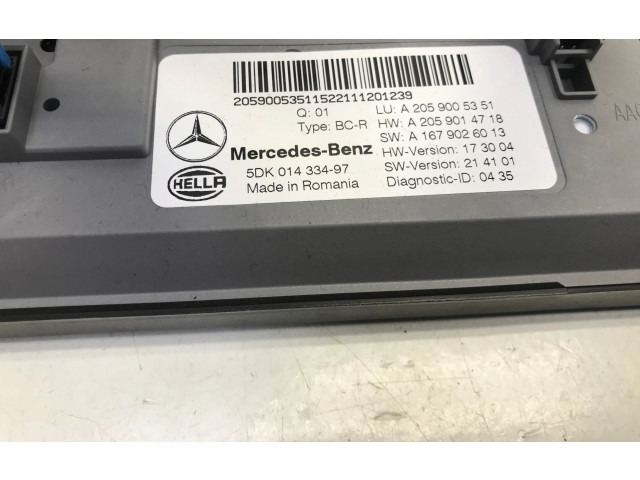 20590053511522111201239
Q: 01
LU: A 205 900 53 51
Type: BC-R
HW: A 205 901 47 18
SW: A 167 902 60 13
Mercedes-Benz
HW-Version: 17 30 04
HELLA
5DK 014 334-97
SW-Version: 21 41 01
Made in Romania
Diagnostic-ID: 04 35